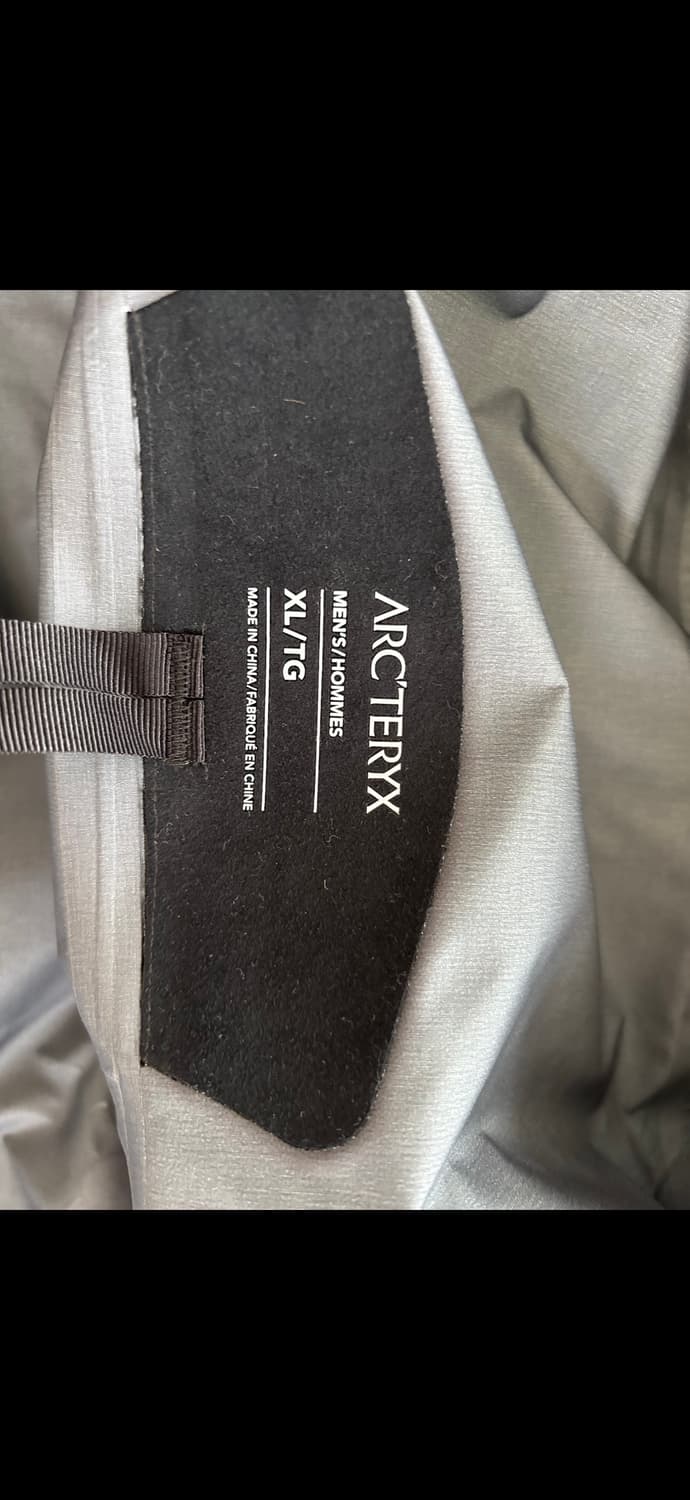 ARC'TERYX
MEN'S/HOMMES
XL/TG
MADE IN CHINA/FABRIQUÉ EN CHINE